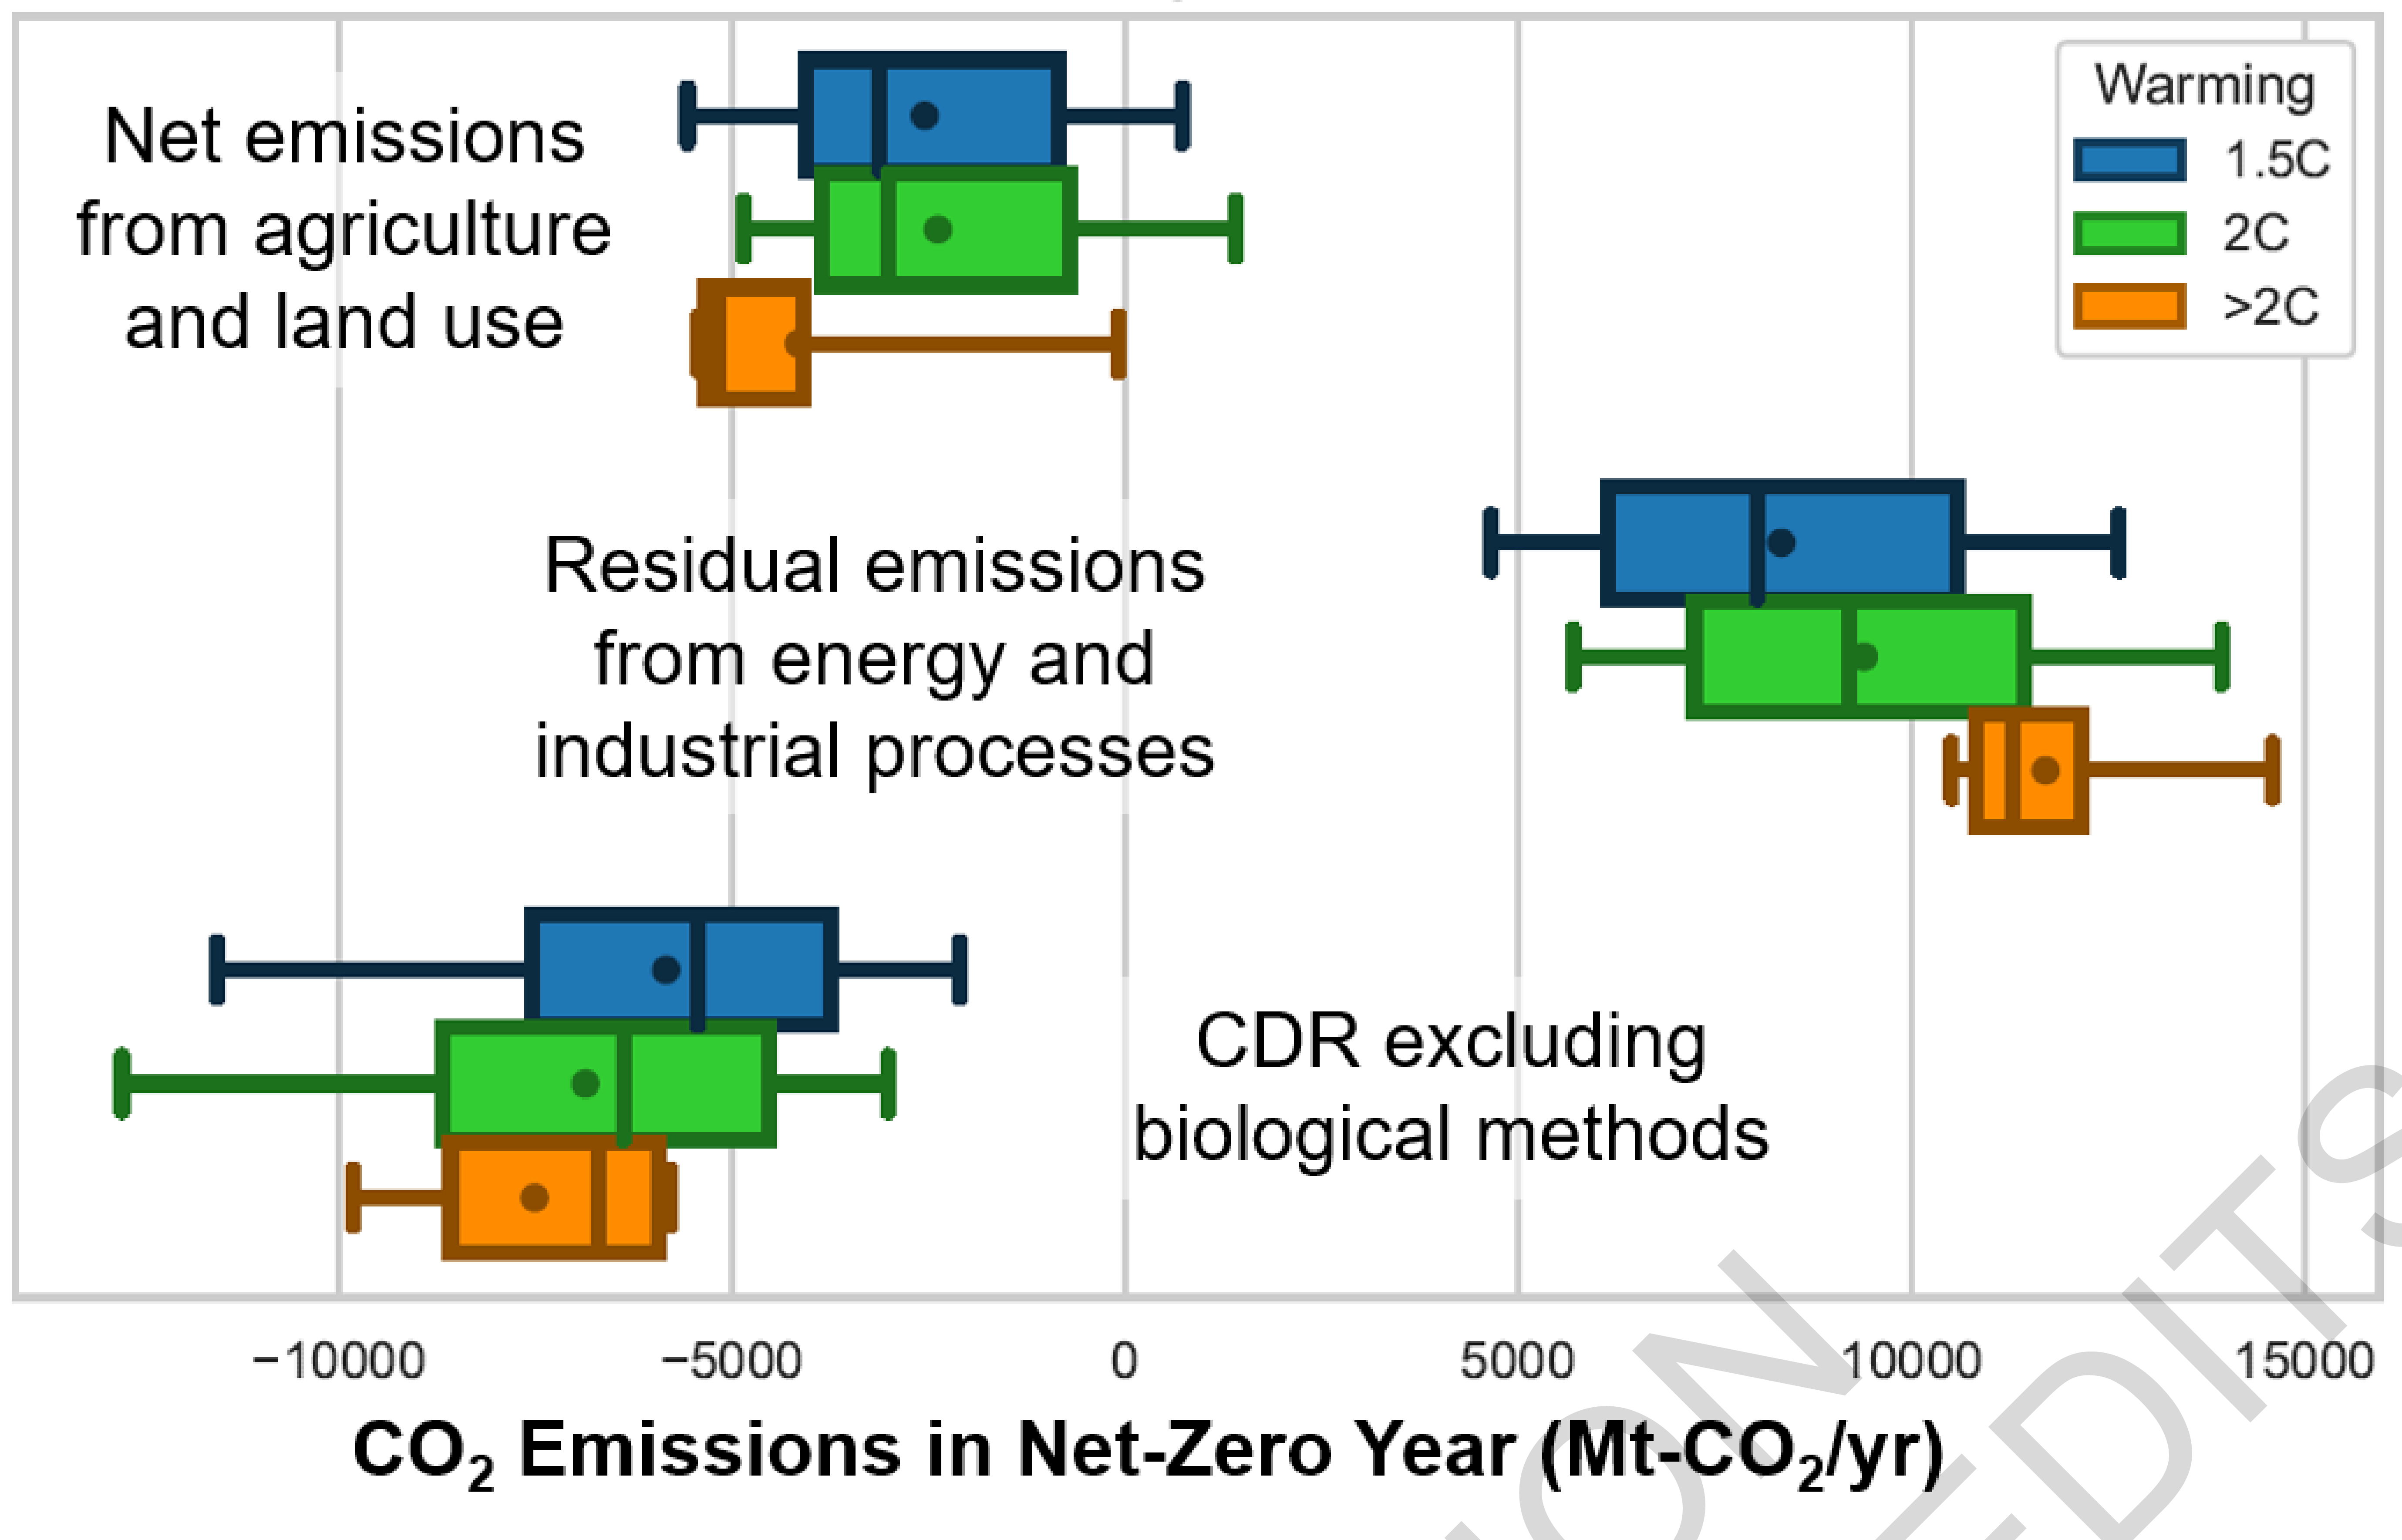 Warming
1.5C
2C
>2C
Net emissions
from agriculture
and land use
Residual emissions
from energy and
industrial processes
CDR excluding
biological methods
−10000 −5000 0 5000 10000 15000
CO₂ Emissions in Net-Zero Year (Mt-CO₂/yr)